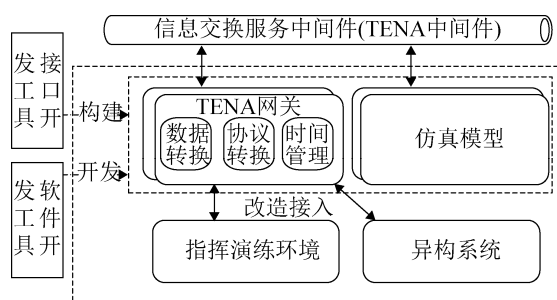 信息交换服务中间件(TENA中间件)
接口开
发工具
构建
TENA网关
数据
转换
协议
转换
时间
管理
仿真模型
软件开
发工具
开发
改造接入
指挥演练环境
异构系统